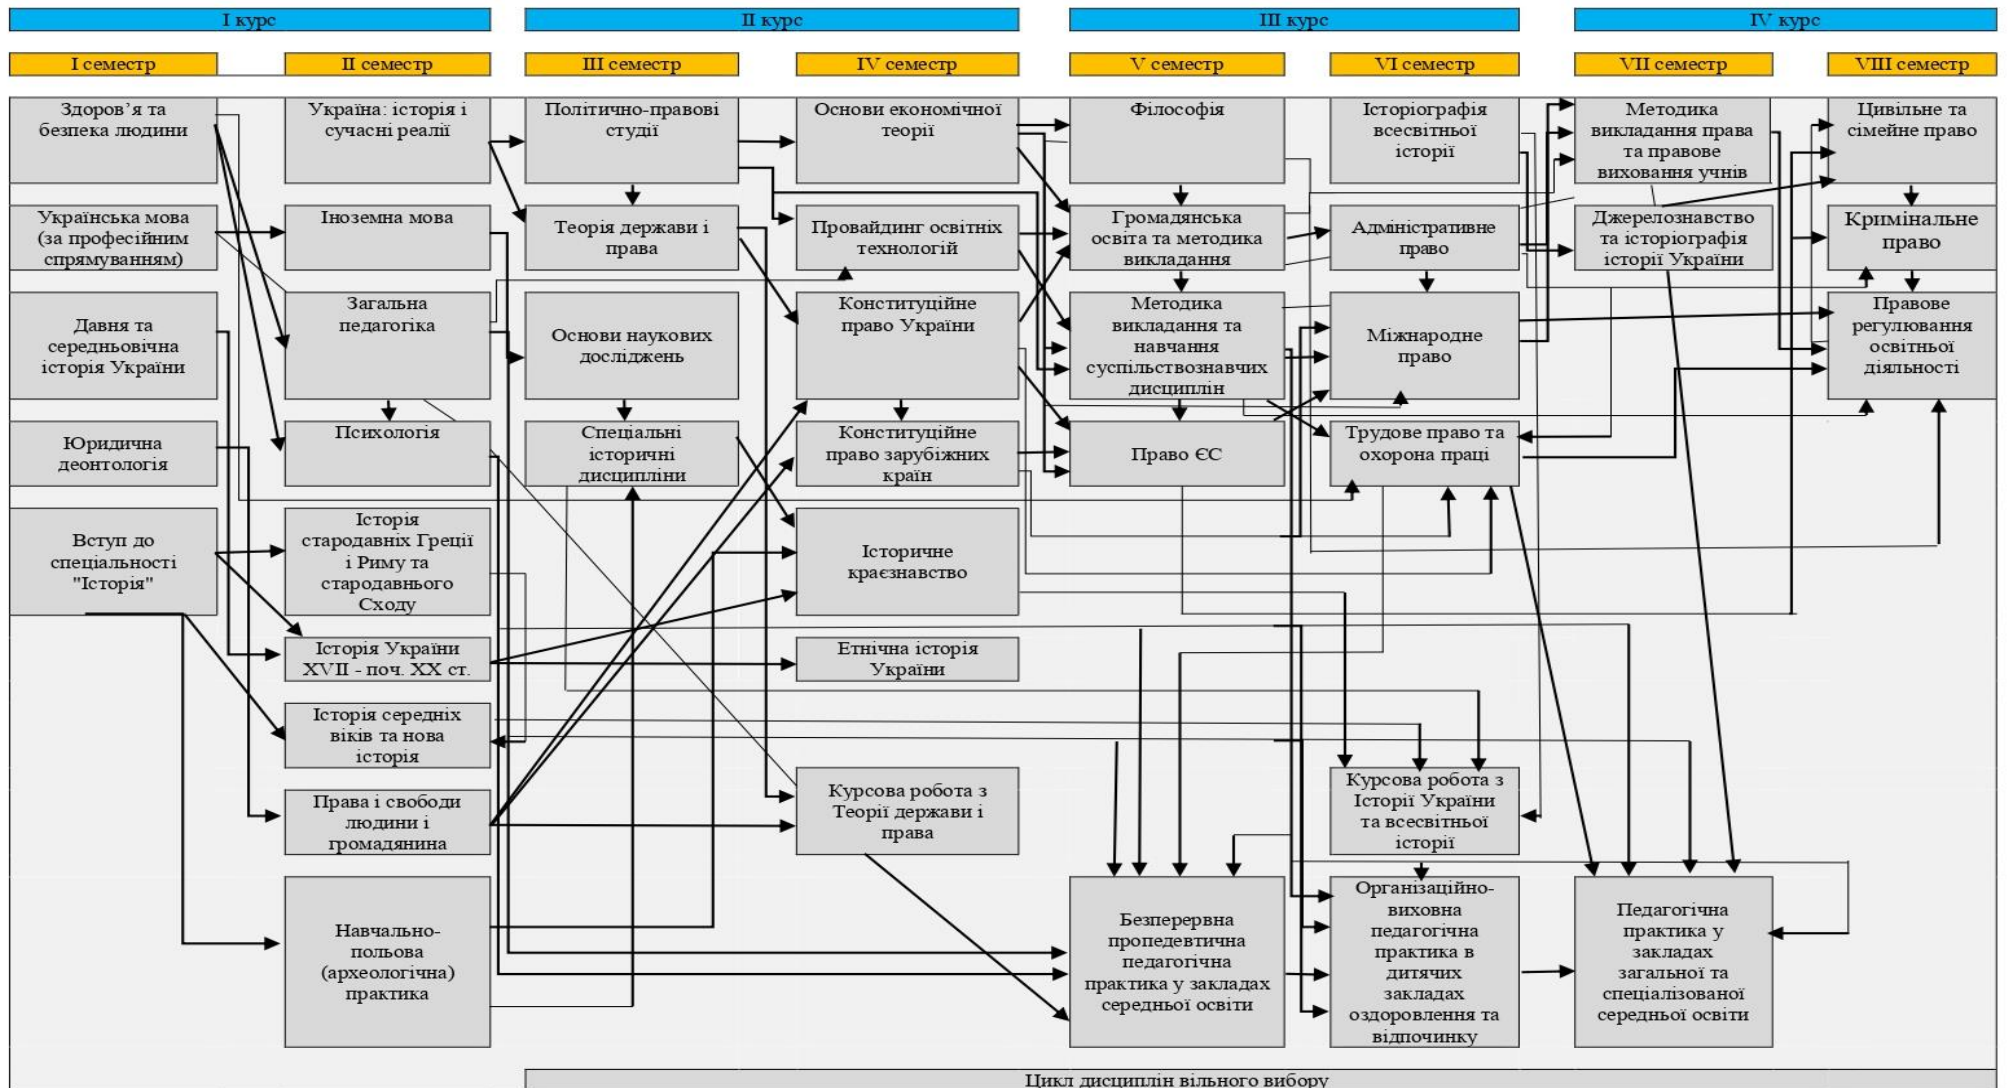 I курс
II курс
III курс
IV курс
I семестр
II семестр
III семестр
IV семестр
V семестр
VI семестр
VII семестр
VIII семестр
Здоров’я та
безпека людини
Українська мова
(за професійним
спрямуванням)
Давня та
середньовічна
історія України
Юридична
деонтологія
Вступ до
спеціальності
"Історія"
Україна: історія і
сучасні реалії
Іноземна мова
Загальна
педагогіка
Психологія
Історія
стародавніх Греції
і Риму та
стародавнього
Сходу
Історія України
XVII - поч. XX ст.
Історія середніх
віків та нова
історія
Права і свободи
людини і
громадянина
Навчально-
польова
(археологічна)
практика
Політично-правові
студії
Теорія держави і
права
Основи наукових
досліджень
Спеціальні
історичні
дисципліни
Основи економічної
теорії
Провайдинг освітніх
технологій
Конституційне
право України
Конституційне
право зарубіжних
країн
Історичне
краєзнавство
Етнічна історія
України
Курсова робота з
Теорії держави і
права
Філософія
Громадянська
освіта та методика
викладання
Методика
викладання та
навчання
суспільствознавчих
дисциплін
Право ЄС
Безперервна
пропедевтична
педагогічна
практика у закладах
середньої освіти
Історіографія
всесвітньої
історії
Адміністративне
право
Міжнародне
право
Трудове право та
охорона праці
Курсова робота з
Історії України
та всесвітньої
історії
Організаційно-
виховна
педагогічна
практика в
дитячих
закладах
оздоровлення та
відпочинку
Методика
викладання права
та правове
виховання учнів
Джерелознавство
та історіографія
історії України
Педагогічна
практика у
закладах
загальної та
спеціалізованої
середньої освіти
Цивільне та
сімейне право
Кримінальне
право
Правове
регулювання
освітньої
діяльності
Цикл дисциплін вільного вибору